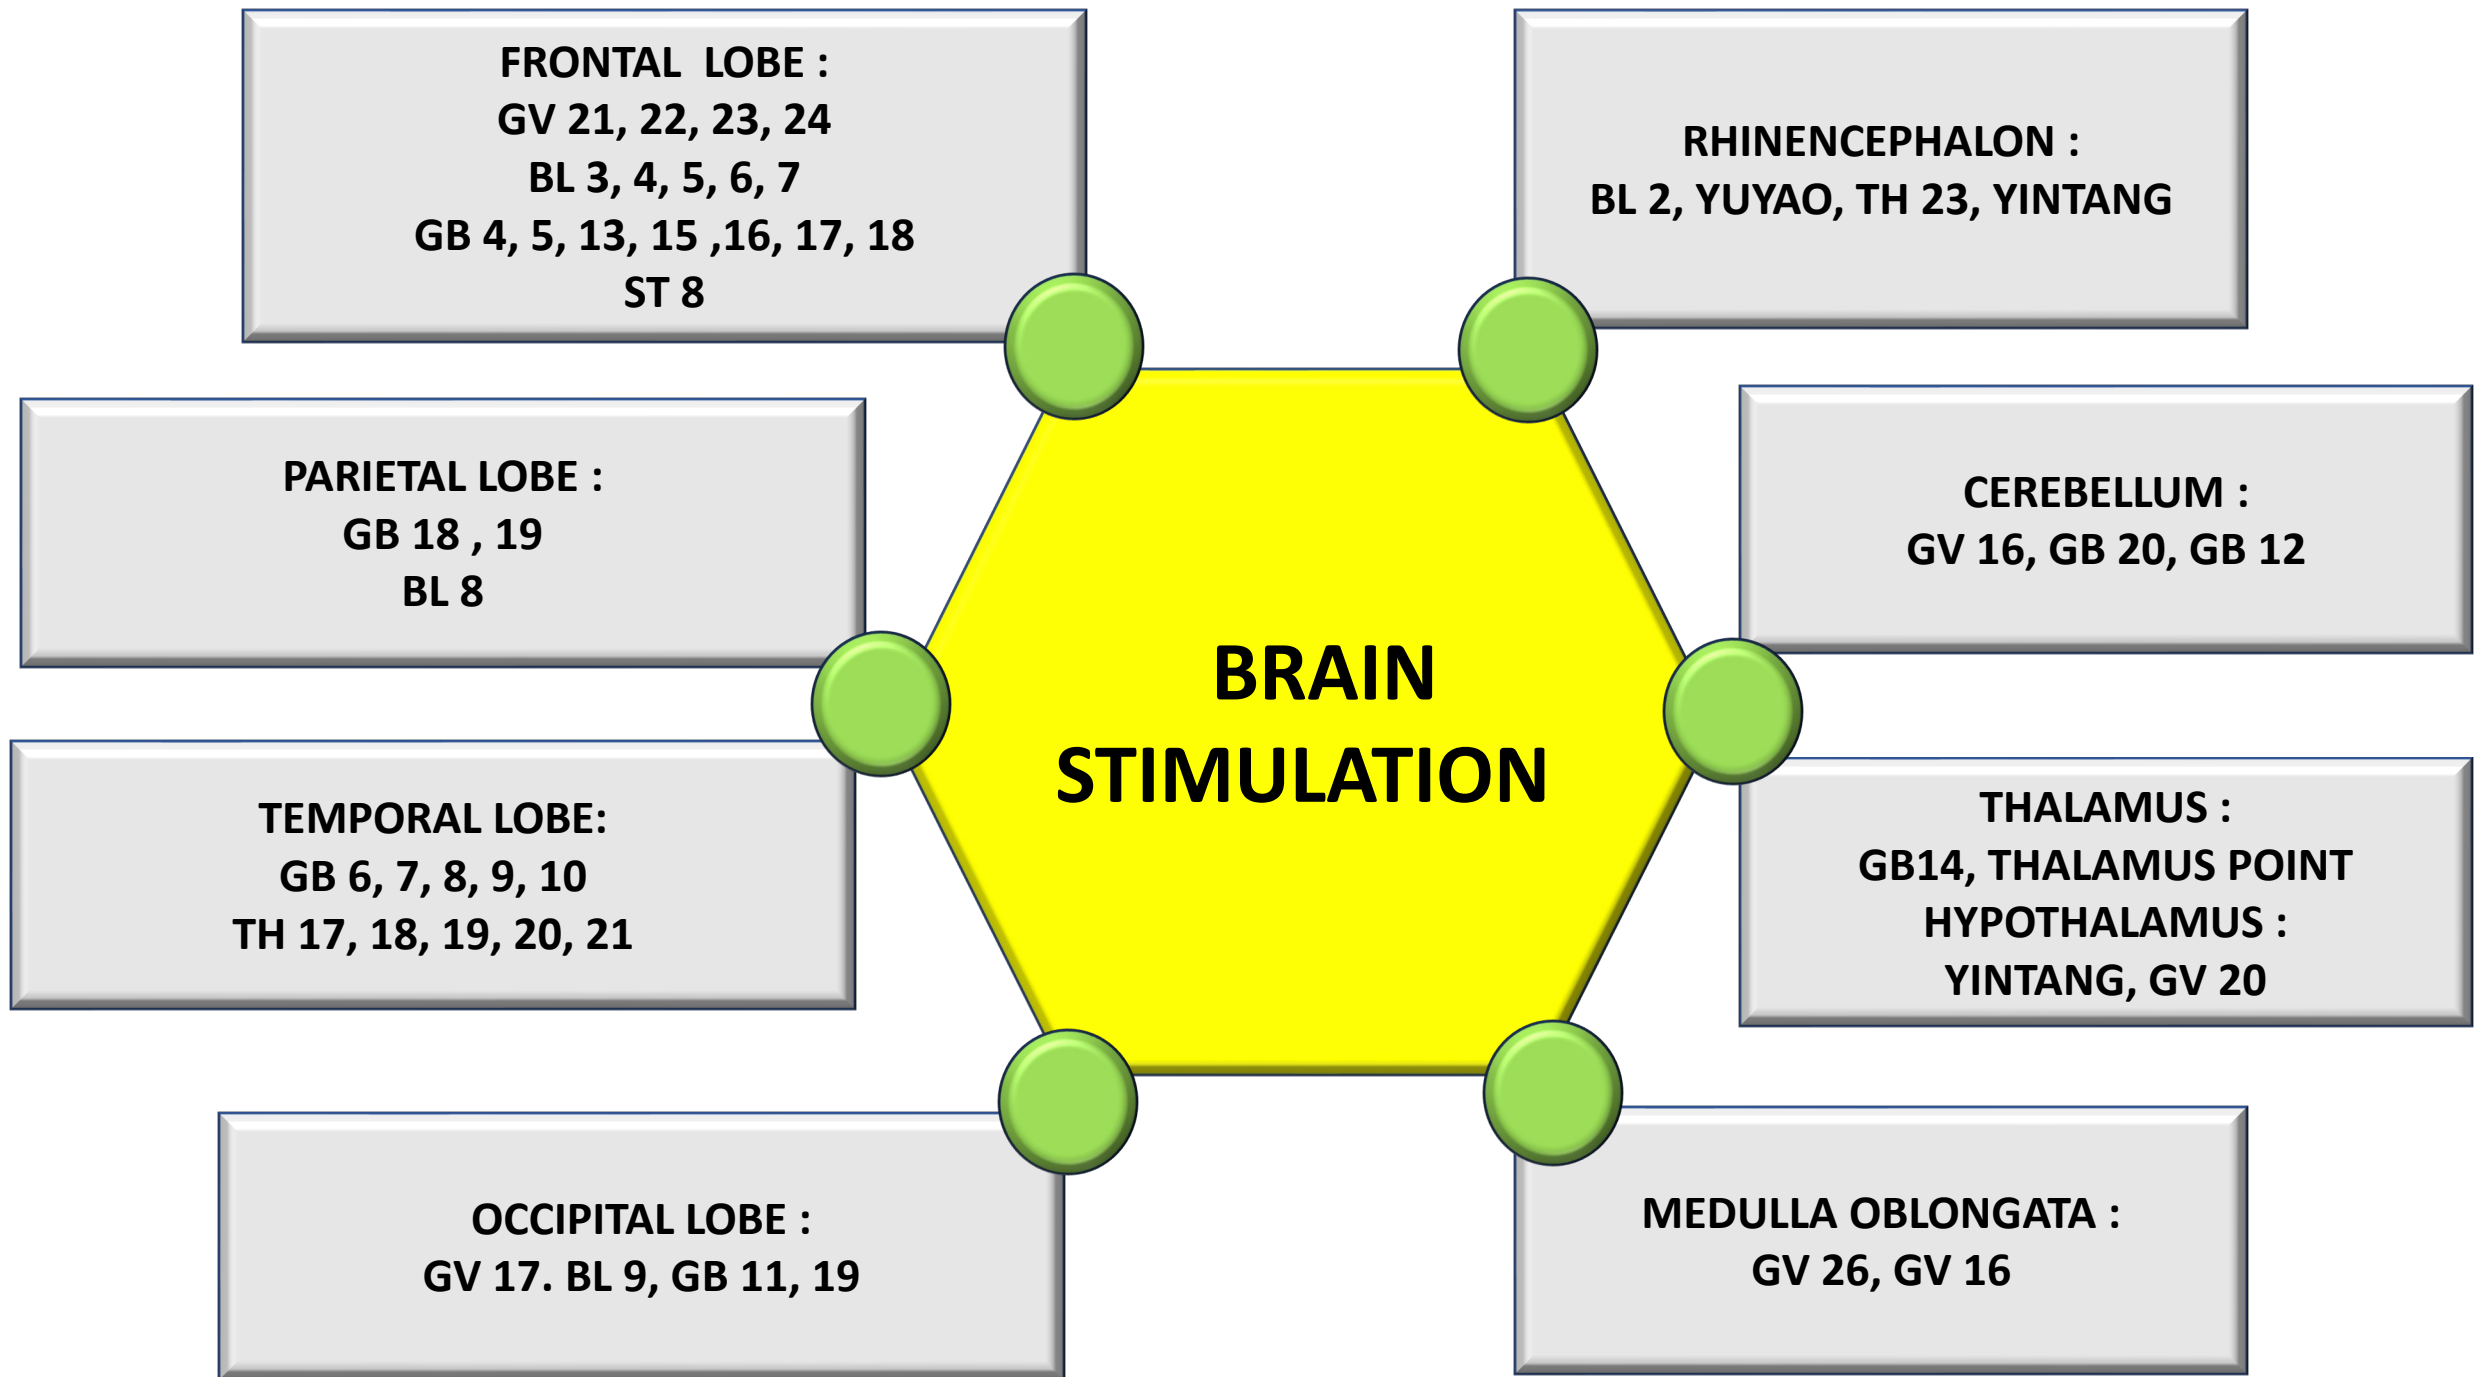 FRONTAL  LOBE :
GV 21, 22, 23, 24
BL 3, 4, 5, 6, 7
GB 4, 5, 13, 15 ,16, 17, 18
ST 8
RHINENCEPHALON :
BL 2, YUYAO, TH 23, YINTANG
PARIETAL LOBE :
GB 18 , 19
BL 8
CEREBELLUM :
GV 16, GB 20, GB 12
BRAIN
STIMULATION
TEMPORAL LOBE:
GB 6, 7, 8, 9, 10
TH 17, 18, 19, 20, 21
THALAMUS :
GB14, THALAMUS POINT
HYPOTHALAMUS :
YINTANG, GV 20
OCCIPITAL LOBE :
GV 17. BL 9, GB 11, 19
MEDULLA OBLONGATA :
GV 26, GV 16